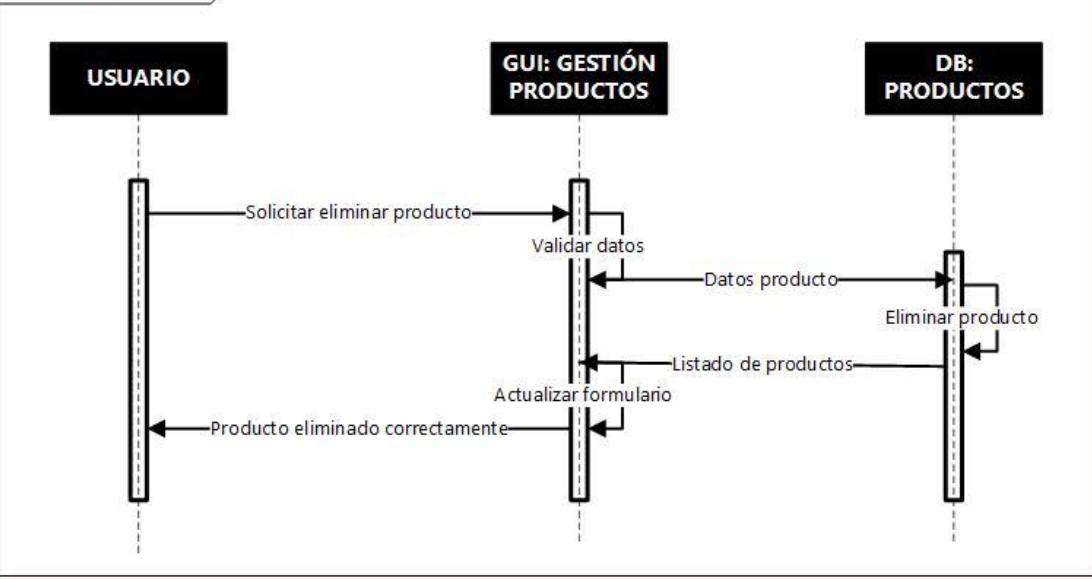 USUARIO
GUI: GESTIÓN
PRODUCTOS
DB:
PRODUCTOS
Solicitar eliminar producto
Validar datos
Datos producto
Eliminar producto
Listado de productos
Actualizar formulario
Producto eliminado correctamente